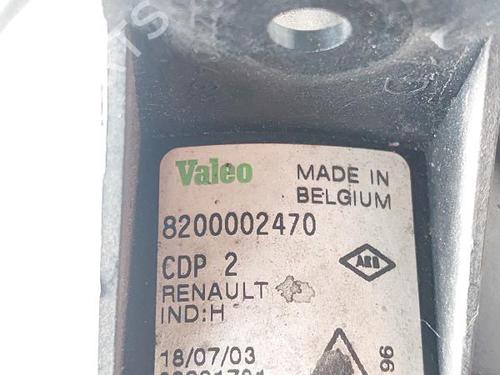 Valeo
MADE IN
BELGIUM
8200002470
CDP 2
RENAULT
IND:H
18/07/03
96